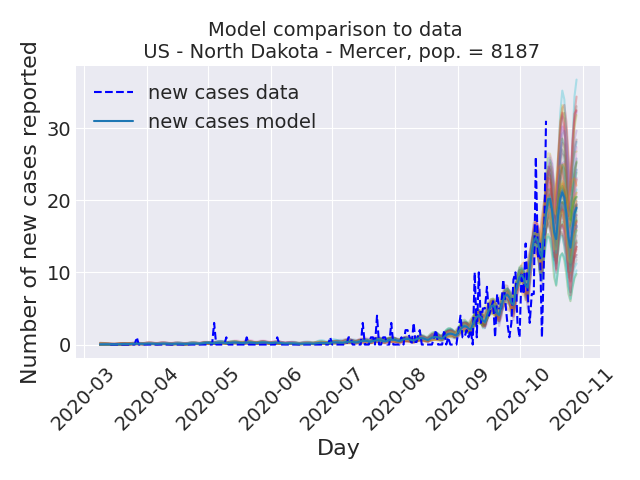 Model comparison to data
US - North Dakota - Mercer, pop. = 8187
Number of new cases reported
new cases data
new cases model
30
20
10
0
2020-03
2020-04
2020-05
2020-06
2020-07
2020-08
2020-09
2020-10
2020-11
Day